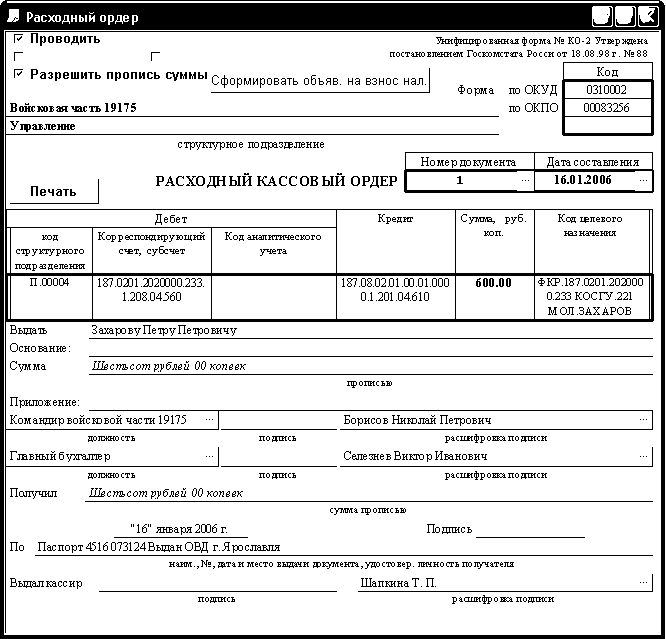 Расходный ордер
Проводить
Унифицированная форма № КО-2 Утверждена
постановлением Госкомстата Росси от 18.08.98 г. № 88
Разрешить пропись суммы
Сформировать объяв. на взнос нал.
Код
Форма по ОКУД 0310002
Войсковая часть 19175
по ОКПО 00083256
Управление
структурное подразделение
Номер документа Дата составления
Печать
РАСХОДНЫЙ КАССОВЫЙ ОРДЕР 1 ... 16.01.2006 ...
Дебет Кредит Сумма, руб. коп. Код целевого назначения
код структурного подразделения Корреспондирующий счет, субсчет Код аналитического учета
П.00004 187.0201.2020000.233. 187.08.02.01.00.01.000 600.00 ФКР.187.0201.202000
1.208.04.560 0.1.201.04.610 0.233 КОСГУ.221
МОЛ.ЗАХАРОВ
Выдать Захарову Петру Петровичу
Основание:
Сумма Шестьсот рублей 00 копеек
прописью
Приложение:
Командир войсковой части 19175 ... Борисов Николай Петрович ...
должность подпись расшифровка подписи
Главный бухгалтер ... Селезнев Виктор Иванович ...
должность подпись расшифровка подписи
Получил Шестьсот рублей 00 копеек
сумма прописью
"16" января 2006 г. Подпись
По Паспорт 4516 073124 Выдан ОВД г. Ярославля
наим., №, дата и место выдачи документа, удостовер. личность получателя
Выдал кассир Шапкина Т. П. ...
подпись расшифровка подписи